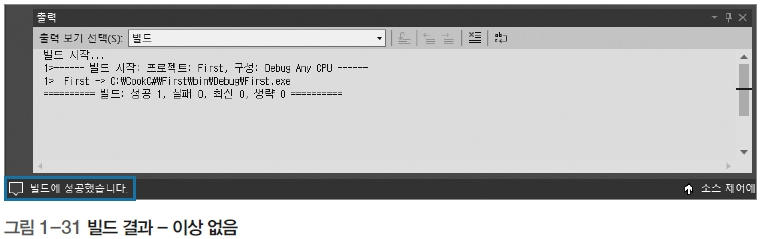 출력
출력 보기 선택(S): 빌드
빌드 시작...
1>------ 빌드 시작: 프로젝트: First, 구성: Debug Any CPU ------
1>  First -> C:\CookC#\First\bin\Debug\First.exe
========== 빌드: 성공 1, 실패 0, 최신 0, 생략 0 ==========
빌드에 성공했습니다.
소스 제어에
그림 1-31 빌드 결과 – 이상 없음